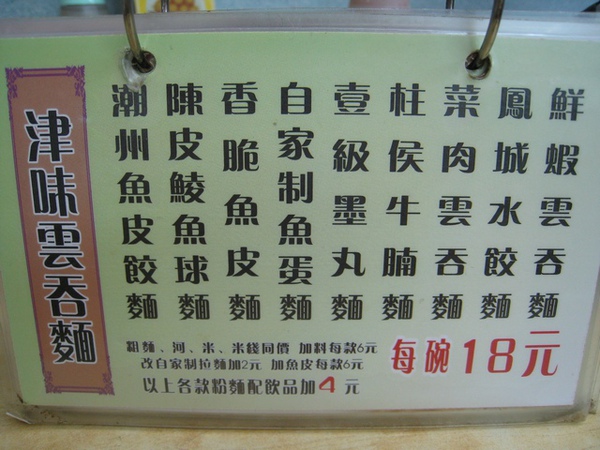 鮮蝦雲吞麵
鳳城水餃麵
菜肉雲吞麵
柱侯牛腩麵
壹級墨丸麵
自家制魚蛋麵
香脆魚皮麵
陳皮鯪魚球麵
潮州魚皮餃麵
津味雲吞麵
粗麵、河、米、米綫同價 加料每款6元
改自家制拉麵加2元 加魚皮每款6元
以上各款粉麵配飲品加4元
每碗18元